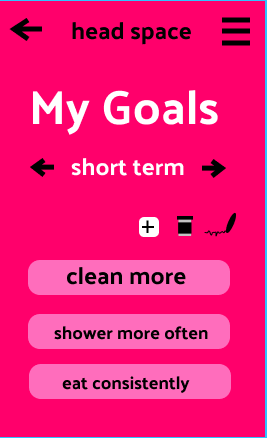 head space
My Goals
short term
clean more
shower more often
eat consistently